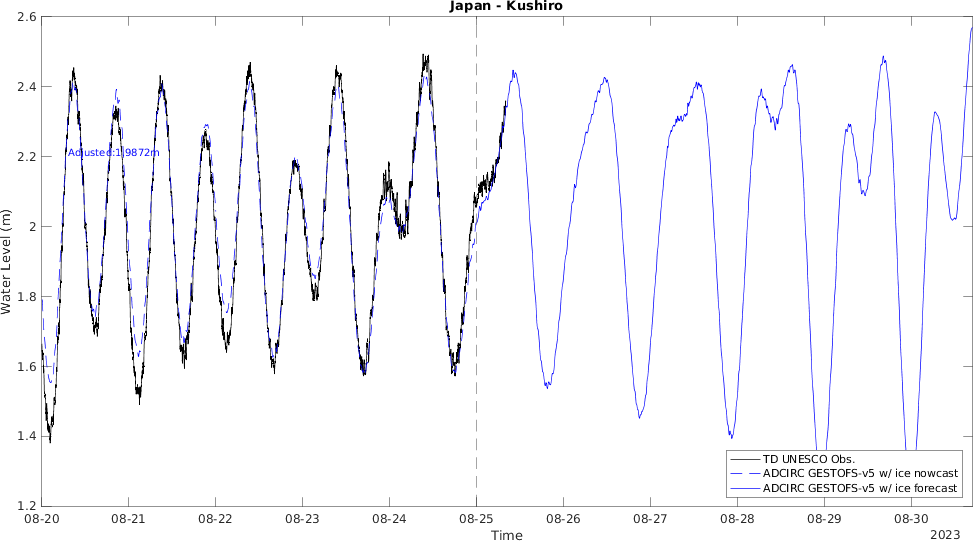 Japan - Kushiro
2.6
2.4
2.2
2
1.8
1.6
1.4
1.2
Water Level (m)
Adjusted:1.9872m
TD UNESCO Obs.
ADCIRC GESTOFS-v5 w/ ice nowcast
ADCIRC GESTOFS-v5 w/ ice forecast
08-20 08-21 08-22 08-23 08-24 08-25 08-26 08-27 08-28 08-29 08-30
Time
2023